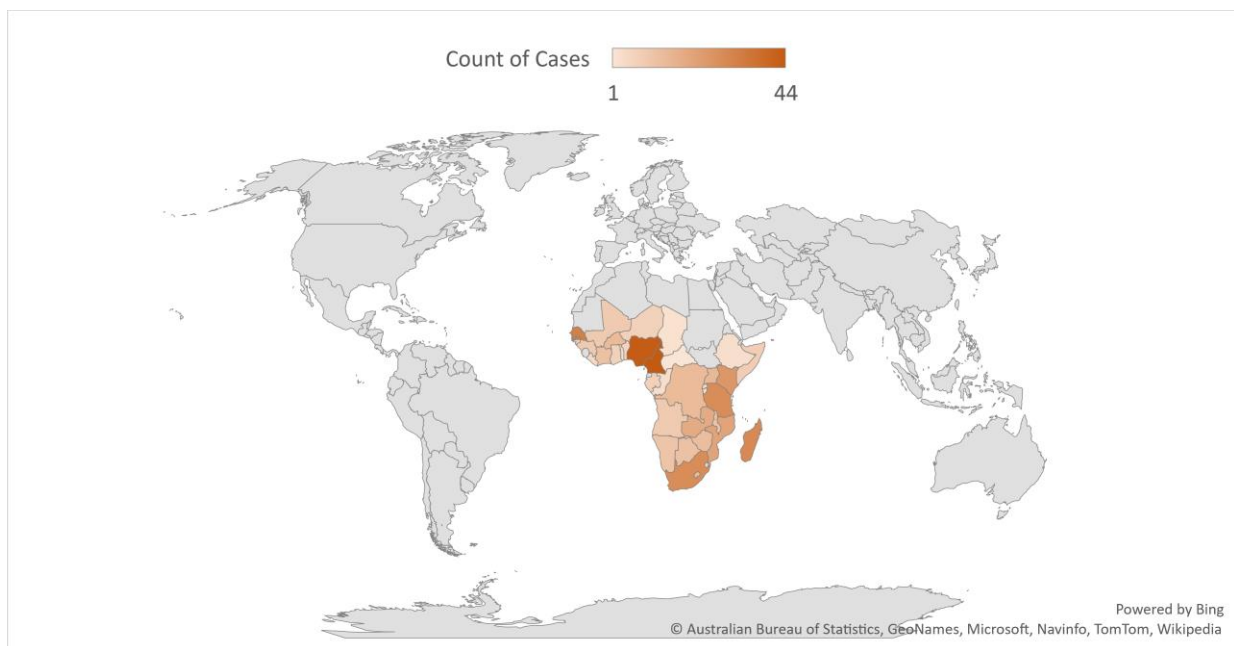 Count of Cases
1 44
Powered by Bing
© Australian Bureau of Statistics, GeoNames, Microsoft, Navinfo, TomTom, Wikipedia